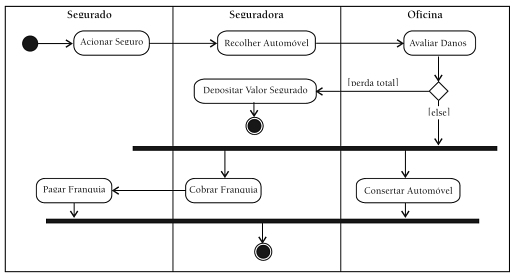 Segurado
Seguradora
Oficina
Acionar Seguro
Recolher Automóvel
Avaliar Danos
Depositar Valor Segurado
[perda total]
[else]
Pagar Franquia
Cobrar Franquia
Consertar Automóvel